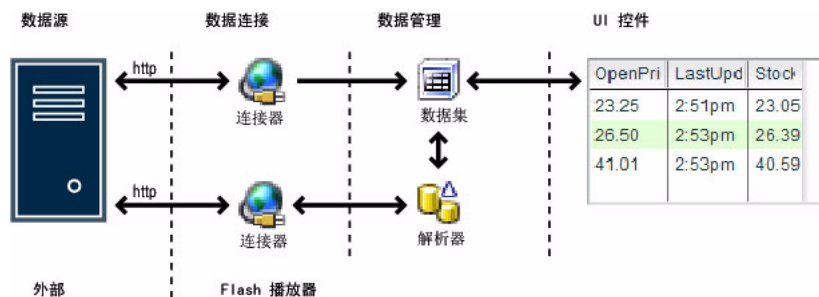 数据源 数据连接 数据管理 UI 控件
http
连接器
数据集
OpenPri LastUpd Stock
23.25 2:51pm 23.05
26.50 2:53pm 26.39
41.01 2:53pm 40.59
http
连接器
解析器
外部 Flash 播放器